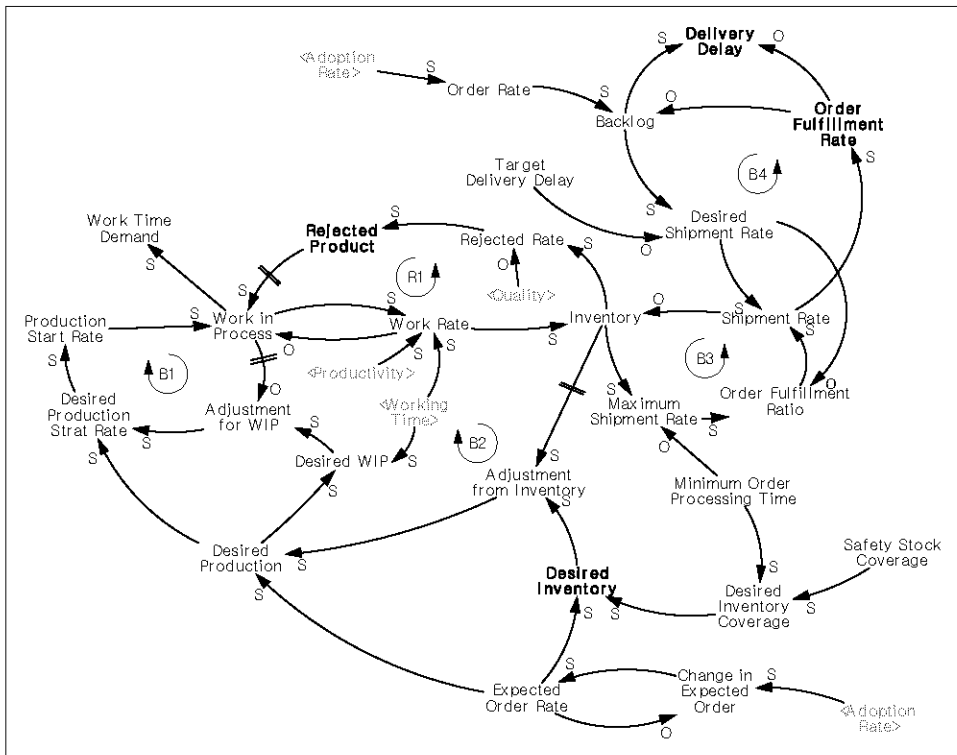 Delivery
Delay
S
O
<Adoption
Rate>
S
Order Rate
S
S
Backlog
O
Order
Fulfillment
Rate
S
Target
Delivery Delay
B4
S
Desired
Shipment Rate
O
Work Time
Demand
S
Rejected
Product
S
Rejected Rate
S
O
R1
<Quality>
S
Production
Start Rate
S
Work in
Process
S
Work Rate
O
S
S
S
Inventory
O
S
Shipment Rate
S
S
B1
<Productivity>
B3
O
Order Fulfillment
Ratio
Desired
Production
Strat Rate
S
O
Adjustment
for WIP
S
<Working
Time>
S
Maximum
Shipment Rate
S
O
B2
Desired WIP
S
S
S
S
Adjustment
from Inventory
S
Minimum Order
Processing Time
Desired
Production
S
S
Safety Stock
Coverage
S
Desired
Inventory
S
S
Desired
Inventory
Coverage
S
Expected
Order Rate
S
Change in
Expected
Order
S
O
<Adoption
Rate>